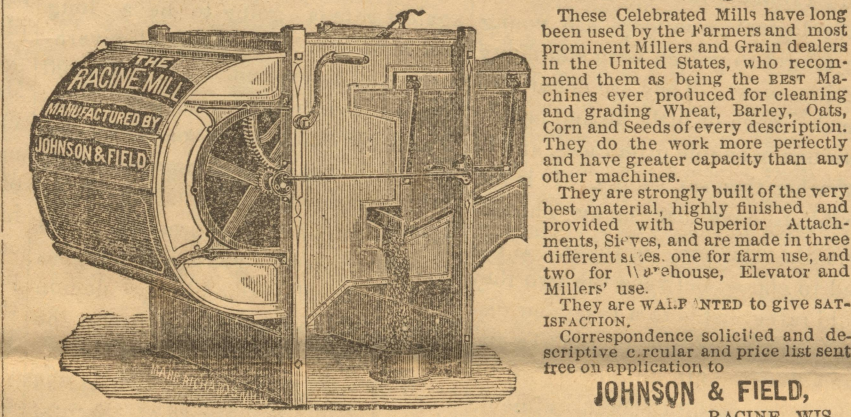 THE
RACINE MILL
MANUFACTURED BY
JOHNSON & FIELD
These Celebrated Mills have long
been used by the Farmers and most
prominent Millers and Grain dealers
in the United States, who recom-
mend them as being the BEST Ma-
chines ever produced for cleaning
and grading Wheat, Barley, Oats,
Corn and Seeds of every description.
They do the work more perfectly
and have greater capacity than any
other machines.
They are strongly built of the very
best material, highly finished and
provided with Superior Attach-
ments, Sieves, and are made in three
different sizes. one for farm use, and
two for Warehouse, Elevator and
Millers' use.
They are WARRANTED to give SAT-
ISFACTION.
Correspondence solicited and de-
scriptive circular and price list sent
free on application to
JOHNSON & FIELD,
RACINE, WIS.